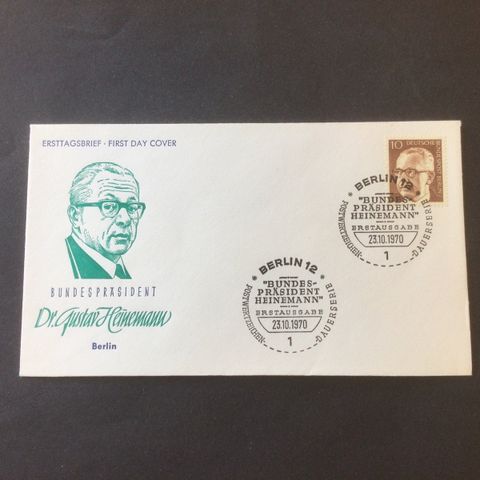 ERSTTAGSBRIEF · FIRST DAY COVER
BUNDESPRÄSIDENT
Dr. Gustav Heinemann
Berlin
10 DEUTSCHE
BUNDESPOST BERLIN
BERLIN 12
"BUNDES-
PRÄSIDENT
HEINEMANN"
ERSTAUSGABE
23.10.1970
1
POSTWERTZEICHEN-DAUERSERIE
BERLIN 12
"BUNDES-
PRÄSIDENT
HEINEMANN"
ERSTAUSGABE
23.10.1970
1
POSTWERTZEICHEN-DAUERSERIE